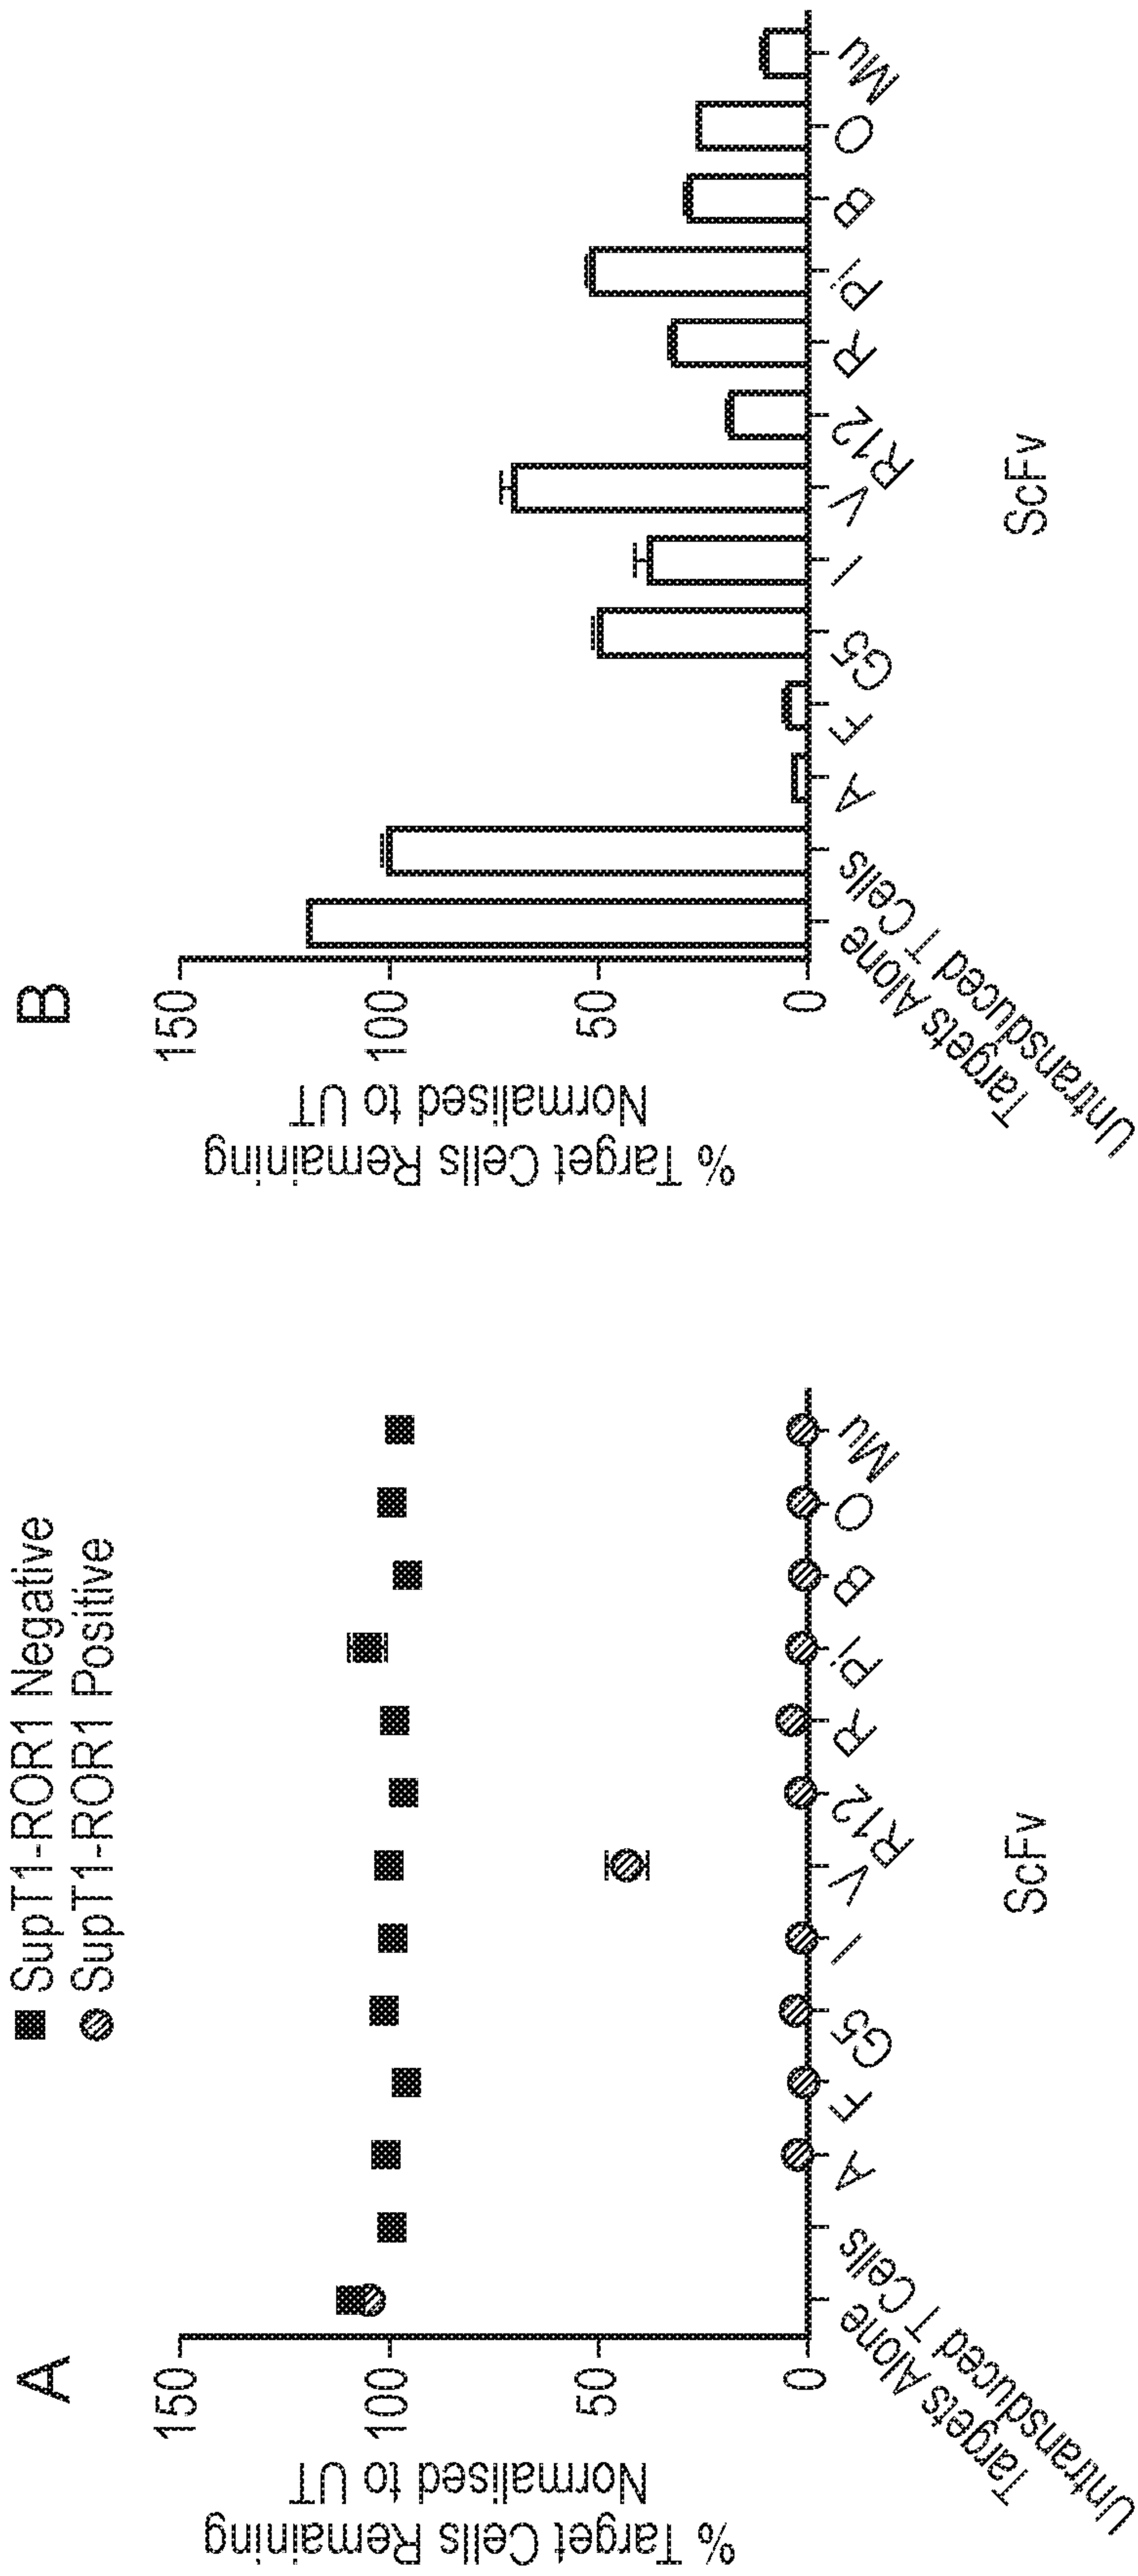 A
SupT1-ROR1 Negative
SupT1-ROR1 Positive
% Target Cells Remaining
Normalised to UT
150
100
50
0
Targets Alone
Untransduced T Cells
A
F
G5
I
V
R12
R
Pi
B
O
Mu
ScFv
B
% Target Cells Remaining
Normalised to UT
150
100
50
0
Targets Alone
Untransduced T Cells
A
F
G5
I
V
R12
R
Pi
B
O
Mu
ScFv